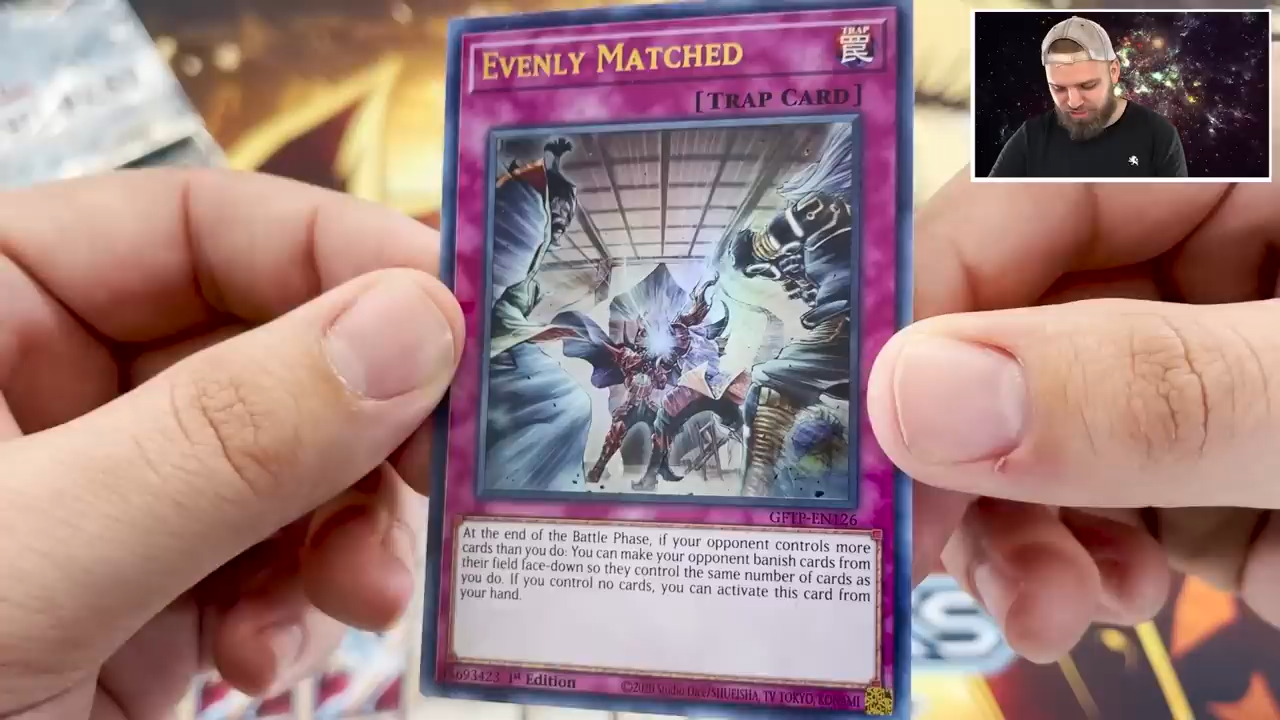 EVENLY MATCHED
TRAP
罠
[TRAP CARD]
GFTP-EN126
At the end of the Battle Phase, if your opponent controls more
cards than you do: You can make your opponent banish cards from
their field face-down so they control the same number of cards as
you do. If you control no cards, you can activate this card from
your hand.
693423 1st Edition
©2020 Studio Dice/SHUEISHA, TV TOKYO, KONAMI